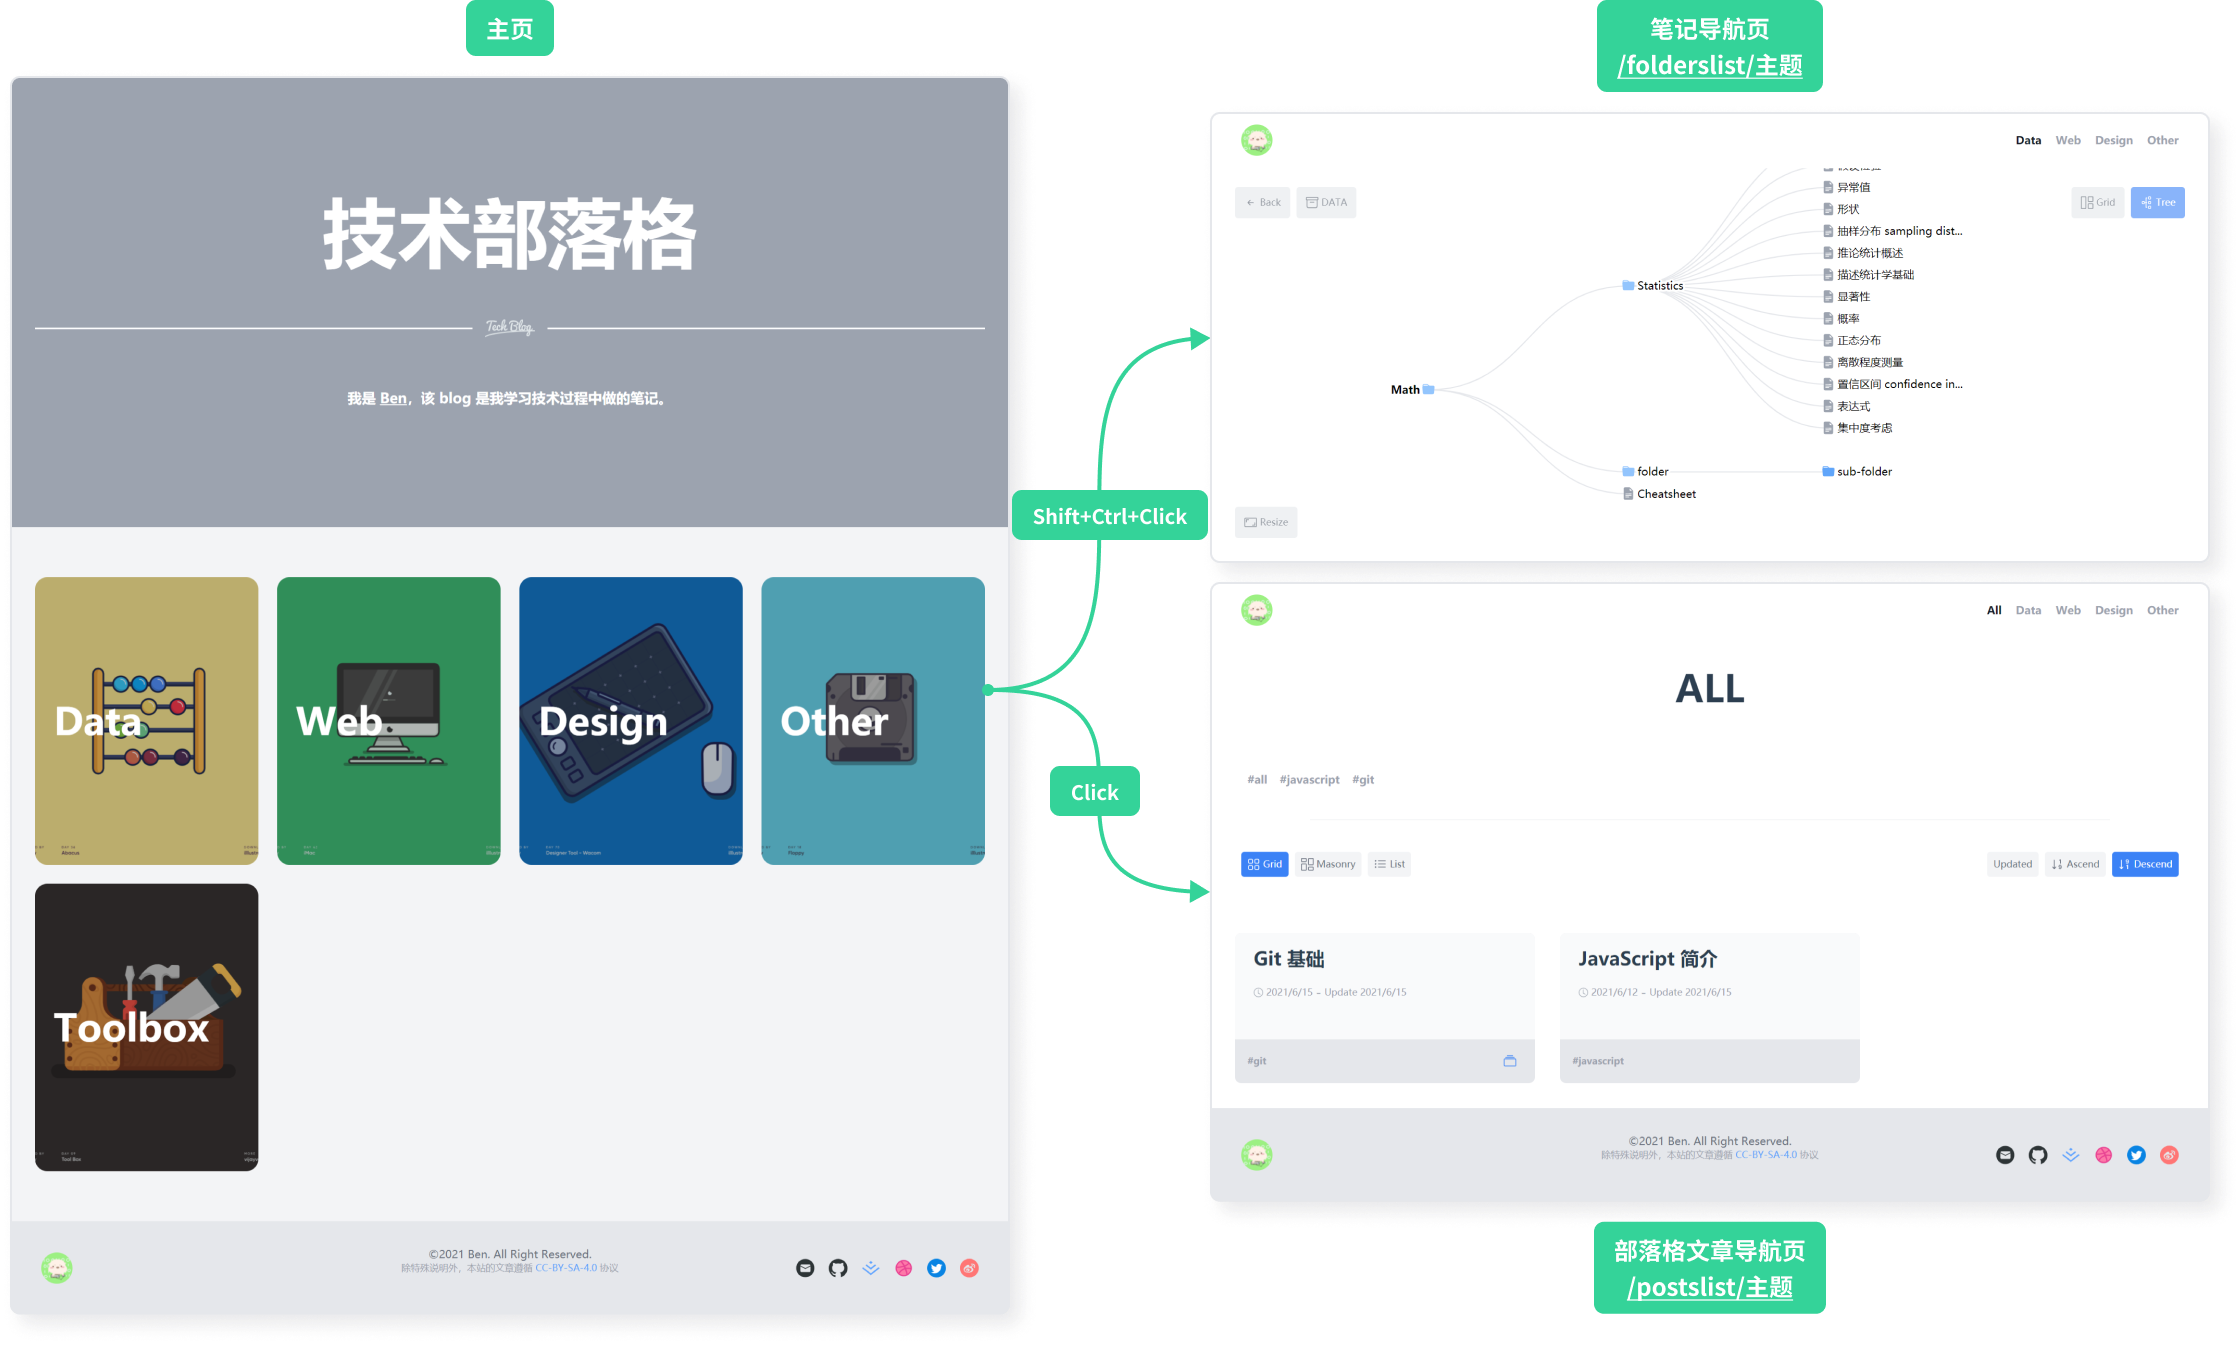 主页
技术部落格
Tech Blog
我是 Ben，该 blog 是我学习技术过程中做的笔记。
Data
Web
Design
Other
Abacus
iMac
Designer Tool - Wacom
Floppy
Toolbox
Tool Box
©2021 Ben. All Right Reserved.
除特殊说明外，本站的文章遵循 CC-BY-SA-4.0 协议
Shift+Ctrl+Click
Click
笔记导航页
/folderslist/主题
Data Web Design Other
← Back DATA
Grid Tree
异常值
形状
抽样分布 sampling dist...
推论统计概述
描述统计学基础
显著性
概率
正态分布
离散程度测量
置信区间 confidence in...
表达式
集中度考虑
Statistics
Math
folder
sub-folder
Cheatsheet
Resize
All Data Web Design Other
ALL
#all #javascript #git
Grid Masonry List
Updated Ascend Descend
Git 基础
2021/6/15 ~ Update 2021/6/15
#git
JavaScript 简介
2021/6/12 ~ Update 2021/6/15
#javascript
©2021 Ben. All Right Reserved.
除特殊说明外，本站的文章遵循 CC-BY-SA-4.0 协议
部落格文章导航页
/postslist/主题